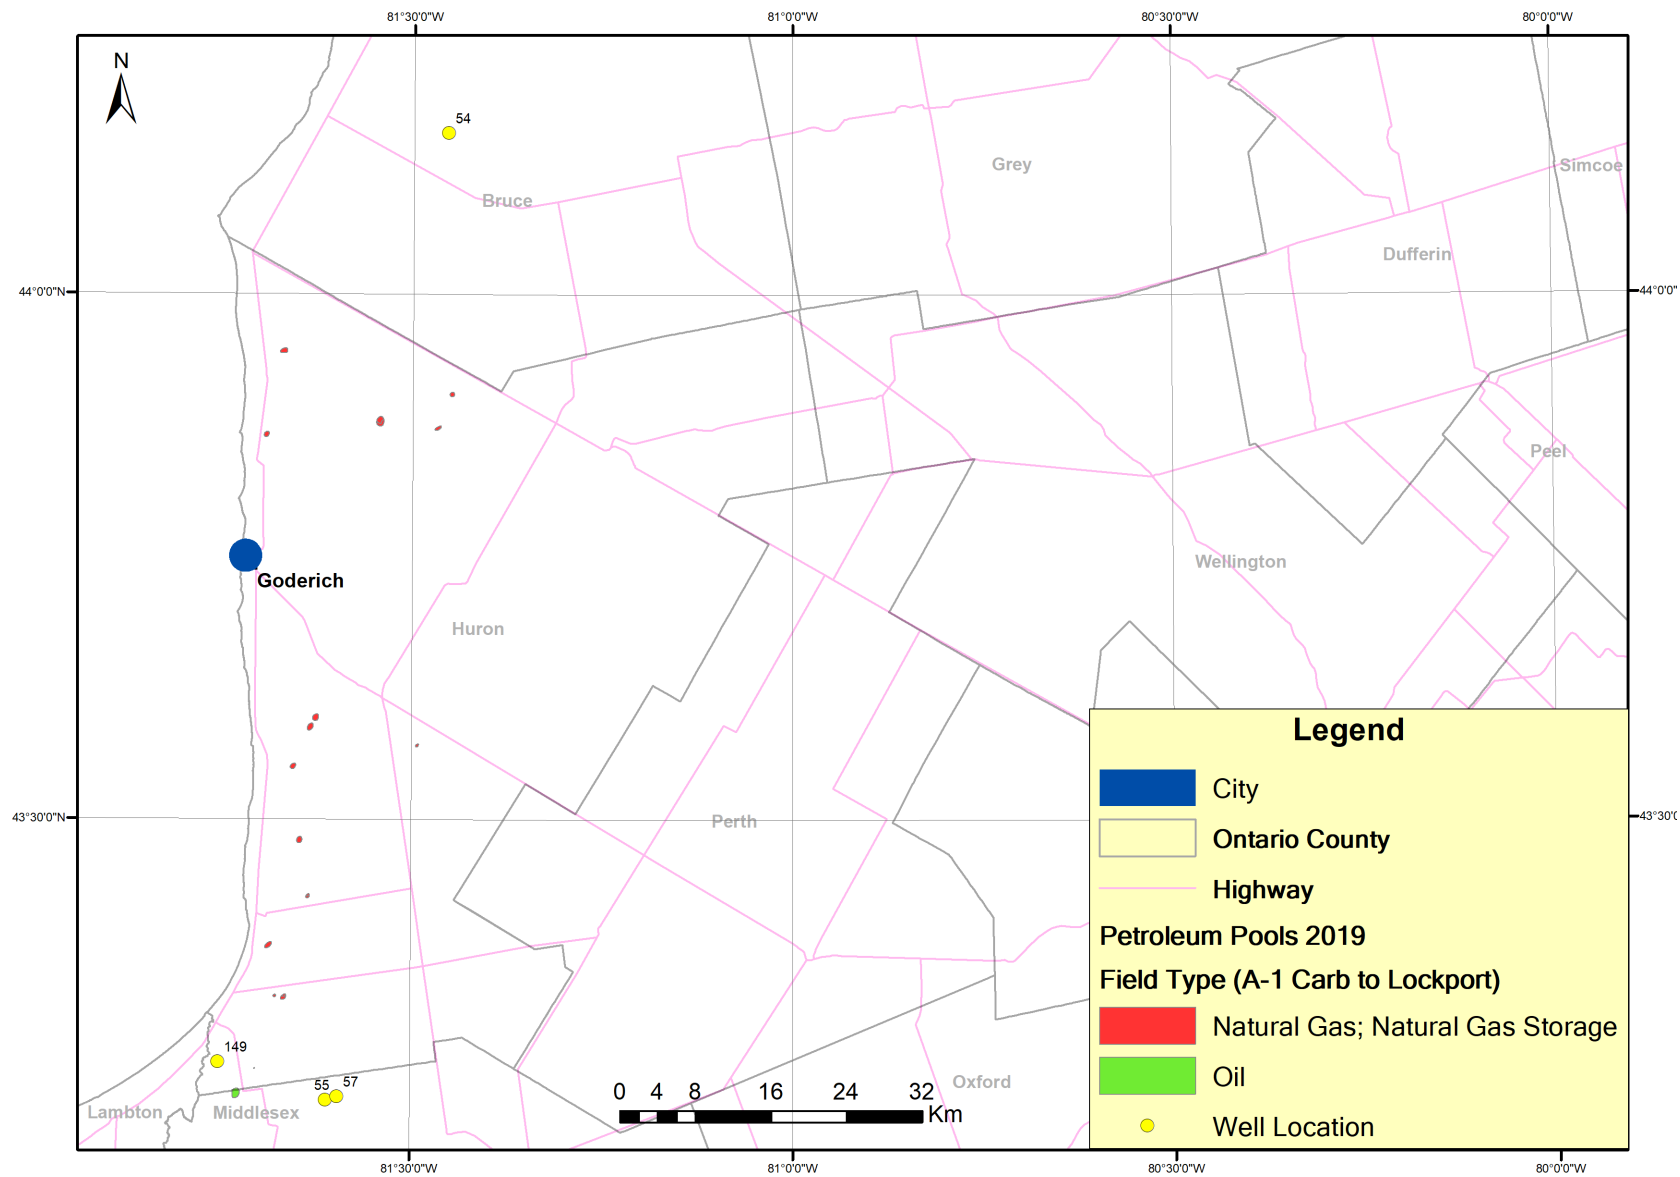 81°30'0"W
81°0'0"W
80°30'0"W
80°0'0"W
N
54
Grey
Simcoe
Bruce
Dufferin
44°0'0"N
44°0'0"
Peel
Wellington
Goderich
Huron
Legend
City
43°30'0"N
43°30'0
Perth
Ontario County
Highway
Petroleum Pools 2019
Field Type (A-1 Carb to Lockport)
Natural Gas; Natural Gas Storage
149
Oil
55
57
Oxford
0 4 8 16 24 32
Km
Lambton
Middlesex
Well Location
81°30'0"W
81°0'0"W
80°30'0"W
80°0'0"W